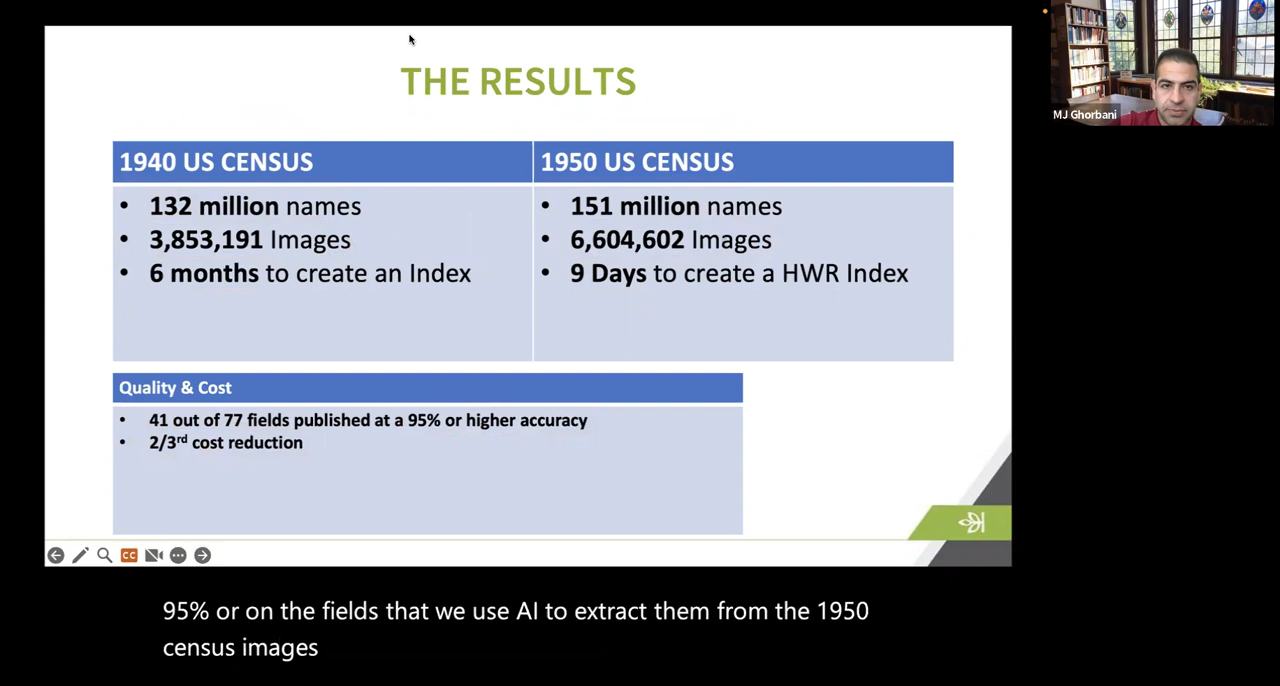 THE RESULTS
1940 US CENSUS
• 132 million names
• 3,853,191 Images
• 6 months to create an Index
1950 US CENSUS
• 151 million names
• 6,604,602 Images
• 9 Days to create a HWR Index
Quality & Cost
• 41 out of 77 fields published at a 95% or higher accuracy
• 2/3rd cost reduction
CC
95% or on the fields that we use AI to extract them from the 1950
census images
MJ Ghorbani